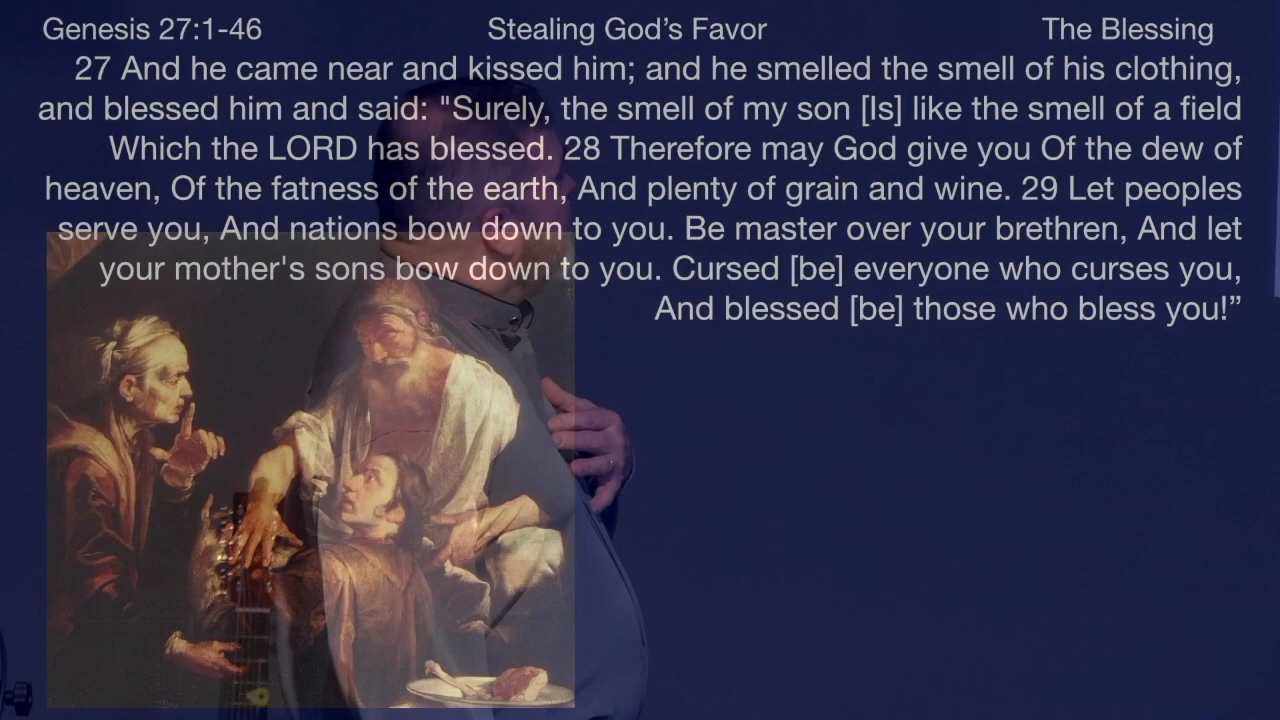 Genesis 27:1-46 Stealing God’s Favor The Blessing
27 And he came near and kissed him; and he smelled the smell of his clothing,
and blessed him and said: "Surely, the smell of my son [Is] like the smell of a field
Which the LORD has blessed. 28 Therefore may God give you Of the dew of
heaven, Of the fatness of the earth, And plenty of grain and wine. 29 Let peoples
serve you, And nations bow down to you. Be master over your brethren, And let
your mother's sons bow down to you. Cursed [be] everyone who curses you,
And blessed [be] those who bless you!”